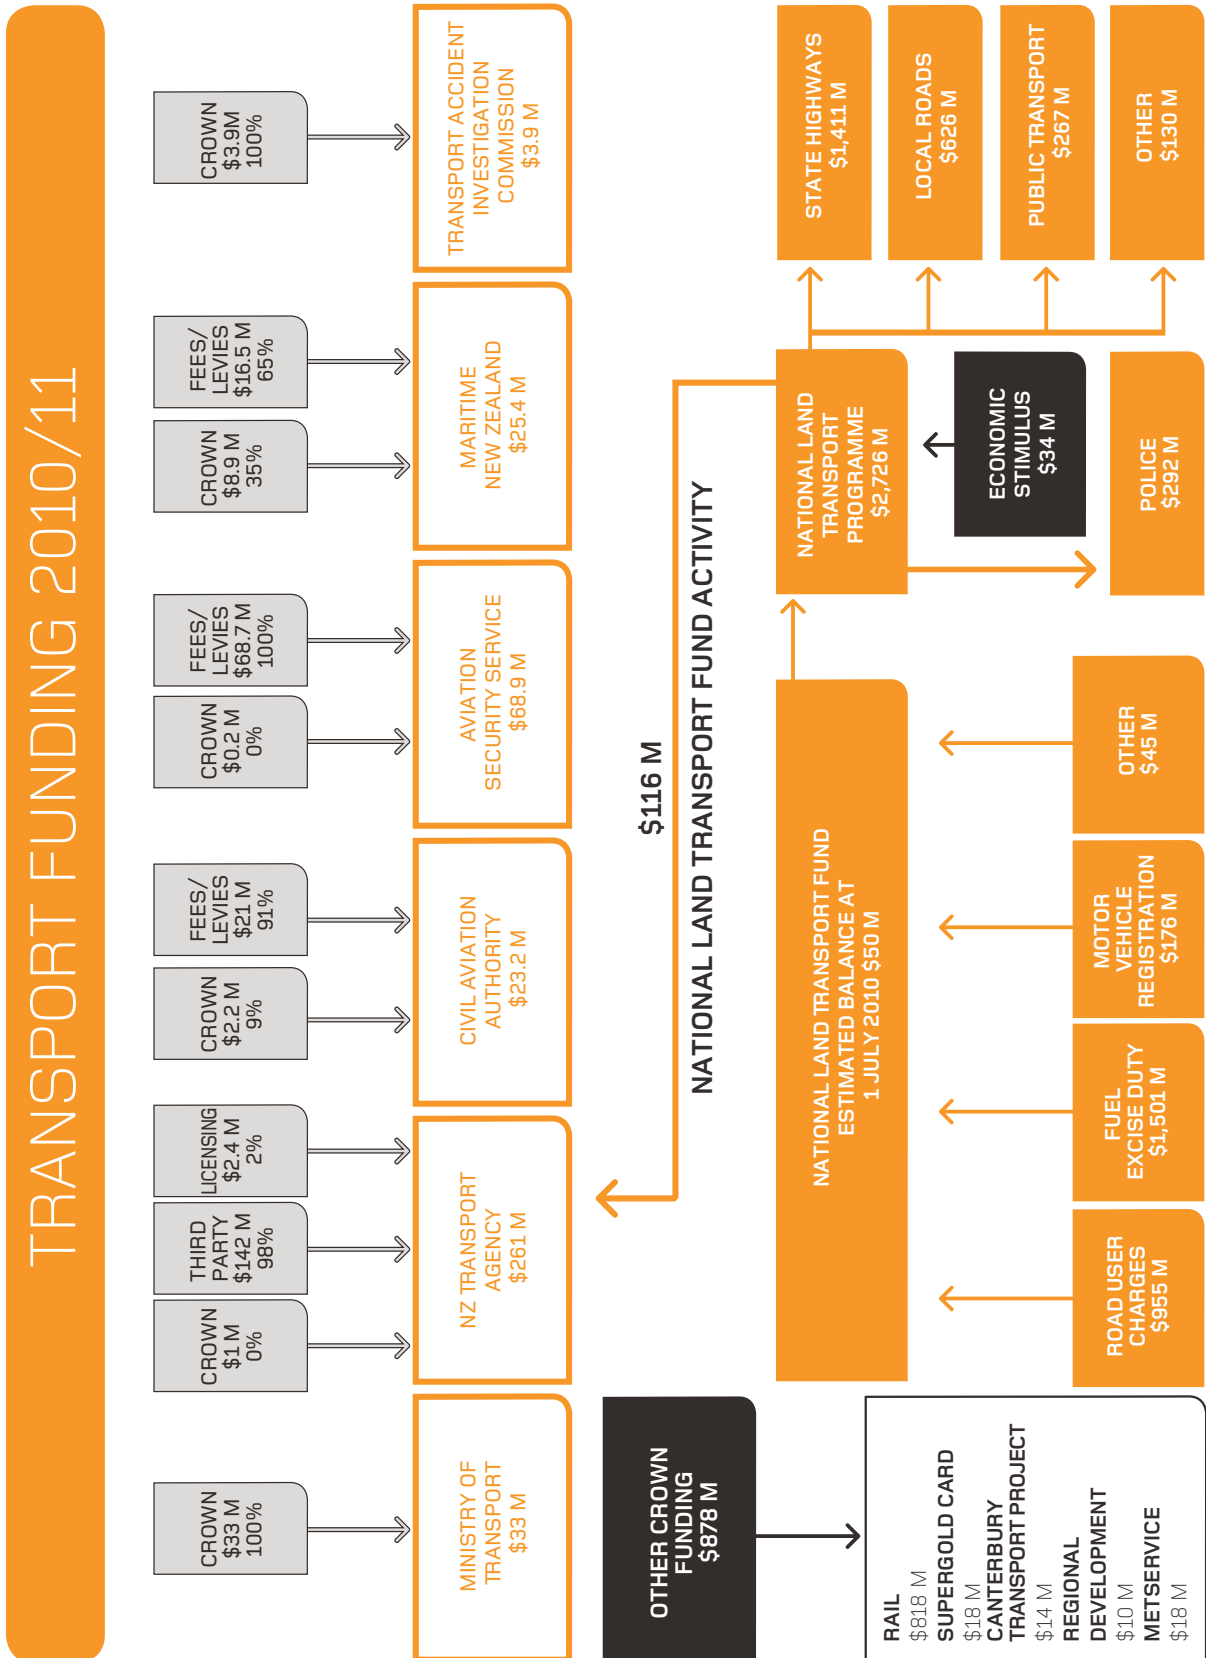 TRANSPORT FUNDING 2010/11
CROWN
$33 M
100%
CROWN
$1 M
0%
THIRD
PARTY
$142 M
98%
LICENSING
$2.4 M
2%
CROWN
$2.2 M
9%
FEES/
LEVIES
$21 M
91%
CROWN
$0.2 M
0%
FEES/
LEVIES
$68.7 M
100%
CROWN
$8.9 M
35%
FEES/
LEVIES
$16.5 M
65%
CROWN
$3.9M
100%
MINISTRY OF
TRANSPORT
$33 M
NZ TRANSPORT
AGENCY
$261 M
CIVIL AVIATION
AUTHORITY
$23.2 M
AVIATION
SECURITY SERVICE
$68.9 M
MARITIME
NEW ZEALAND
$25.4 M
TRANSPORT ACCIDENT
INVESTIGATION
COMMISSION
$3.9 M
OTHER CROWN
FUNDING
$878 M
RAIL
$818 M
SUPERGOLD CARD
$18 M
CANTERBURY
TRANSPORT PROJECT
$14 M
REGIONAL
DEVELOPMENT
$10 M
METSERVICE
$18 M
$116 M
NATIONAL LAND TRANSPORT FUND ACTIVITY
NATIONAL LAND TRANSPORT FUND
ESTIMATED BALANCE AT
1 JULY 2010 $50 M
ROAD USER
CHARGES
$955 M
FUEL
EXCISE DUTY
$1,501 M
MOTOR
VEHICLE
REGISTRATION
$176 M
OTHER
$45 M
NATIONAL LAND
TRANSPORT
PROGRAMME
$2,726 M
ECONOMIC
STIMULUS
$34 M
POLICE
$292 M
STATE HIGHWAYS
$1,411 M
LOCAL ROADS
$626 M
PUBLIC TRANSPORT
$267 M
OTHER
$130 M